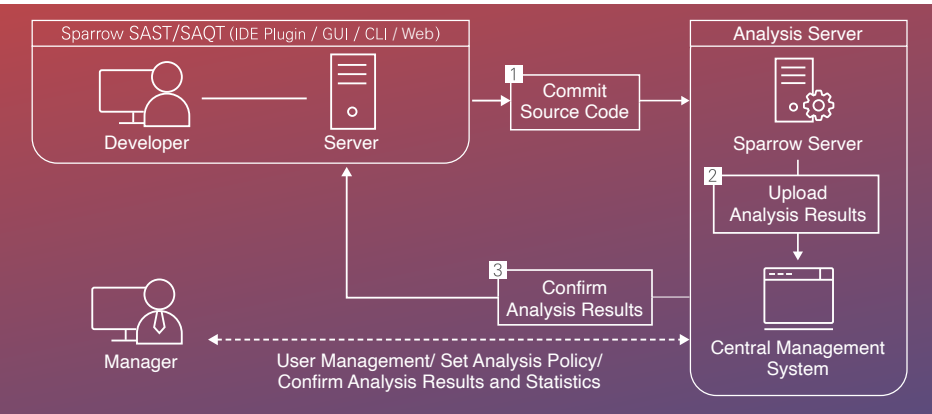 Sparrow SAST/SAQT (IDE Plugin / GUI / CLI / Web)
Developer
Server
1
Commit
Source Code
Analysis Server
Sparrow Server
2
Upload
Analysis Results
3
Confirm
Analysis Results
Central Management
System
Manager
User Management/ Set Analysis Policy/
Confirm Analysis Results and Statistics